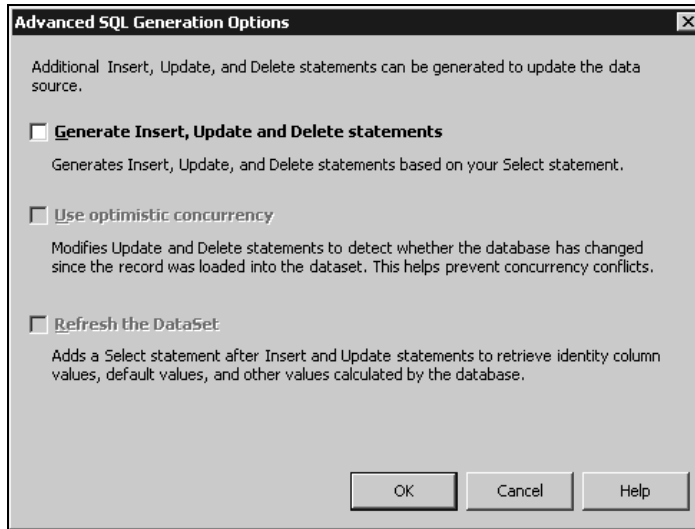 Advanced SQL Generation Options
Additional Insert, Update, and Delete statements can be generated to update the data
source.
Generate Insert, Update and Delete statements
Generates Insert, Update, and Delete statements based on your Select statement.
Use optimistic concurrency
Modifies Update and Delete statements to detect whether the database has changed
since the record was loaded into the dataset. This helps prevent concurrency conflicts.
Refresh the DataSet
Adds a Select statement after Insert and Update statements to retrieve identity column
values, default values, and other values calculated by the database.
OK Cancel Help